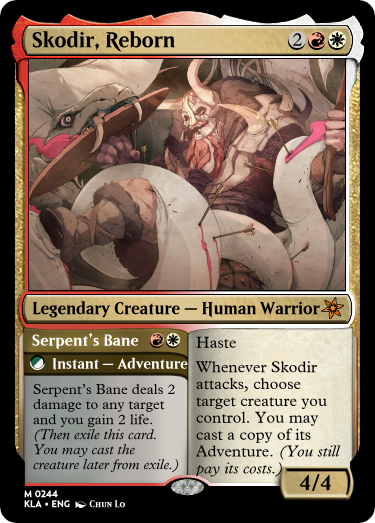 Skodir, Reborn 2
Legendary Creature — Human Warrior
Serpent's Bane
Instant — Adventure
Serpent's Bane deals 2
damage to any target
and you gain 2 life.
(Then exile this card.
You may cast the
creature later from exile.)
Haste
Whenever Skodir
attacks, choose
target creature you
control. You may
cast a copy of its
Adventure. (You still
pay its costs.)
4/4
M 0244
KLA • ENG Chun Lo